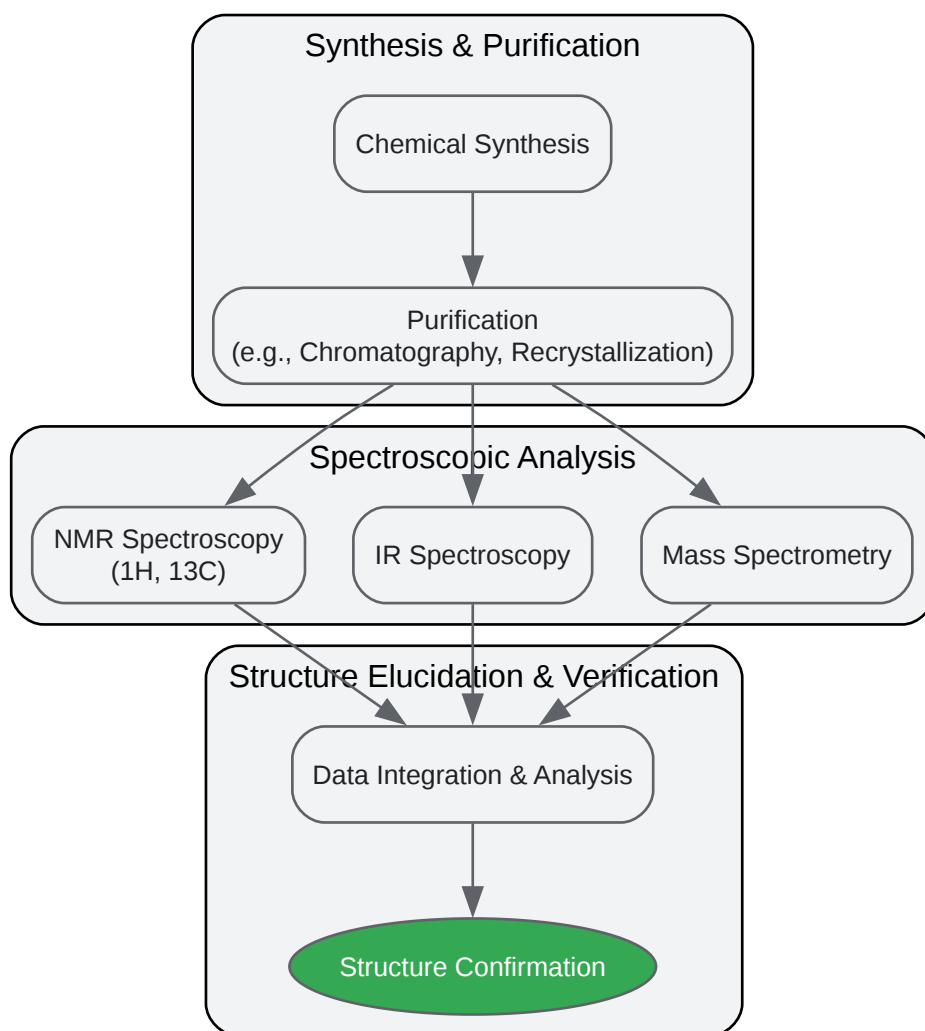 Synthesis & Purification
Chemical Synthesis
Purification
(e.g., Chromatography, Recrystallization)
Spectroscopic Analysis
NMR Spectroscopy
(1H, 13C)
IR Spectroscopy
Mass Spectrometry
Structure Elucidation & Verification
Data Integration & Analysis
Structure Confirmation